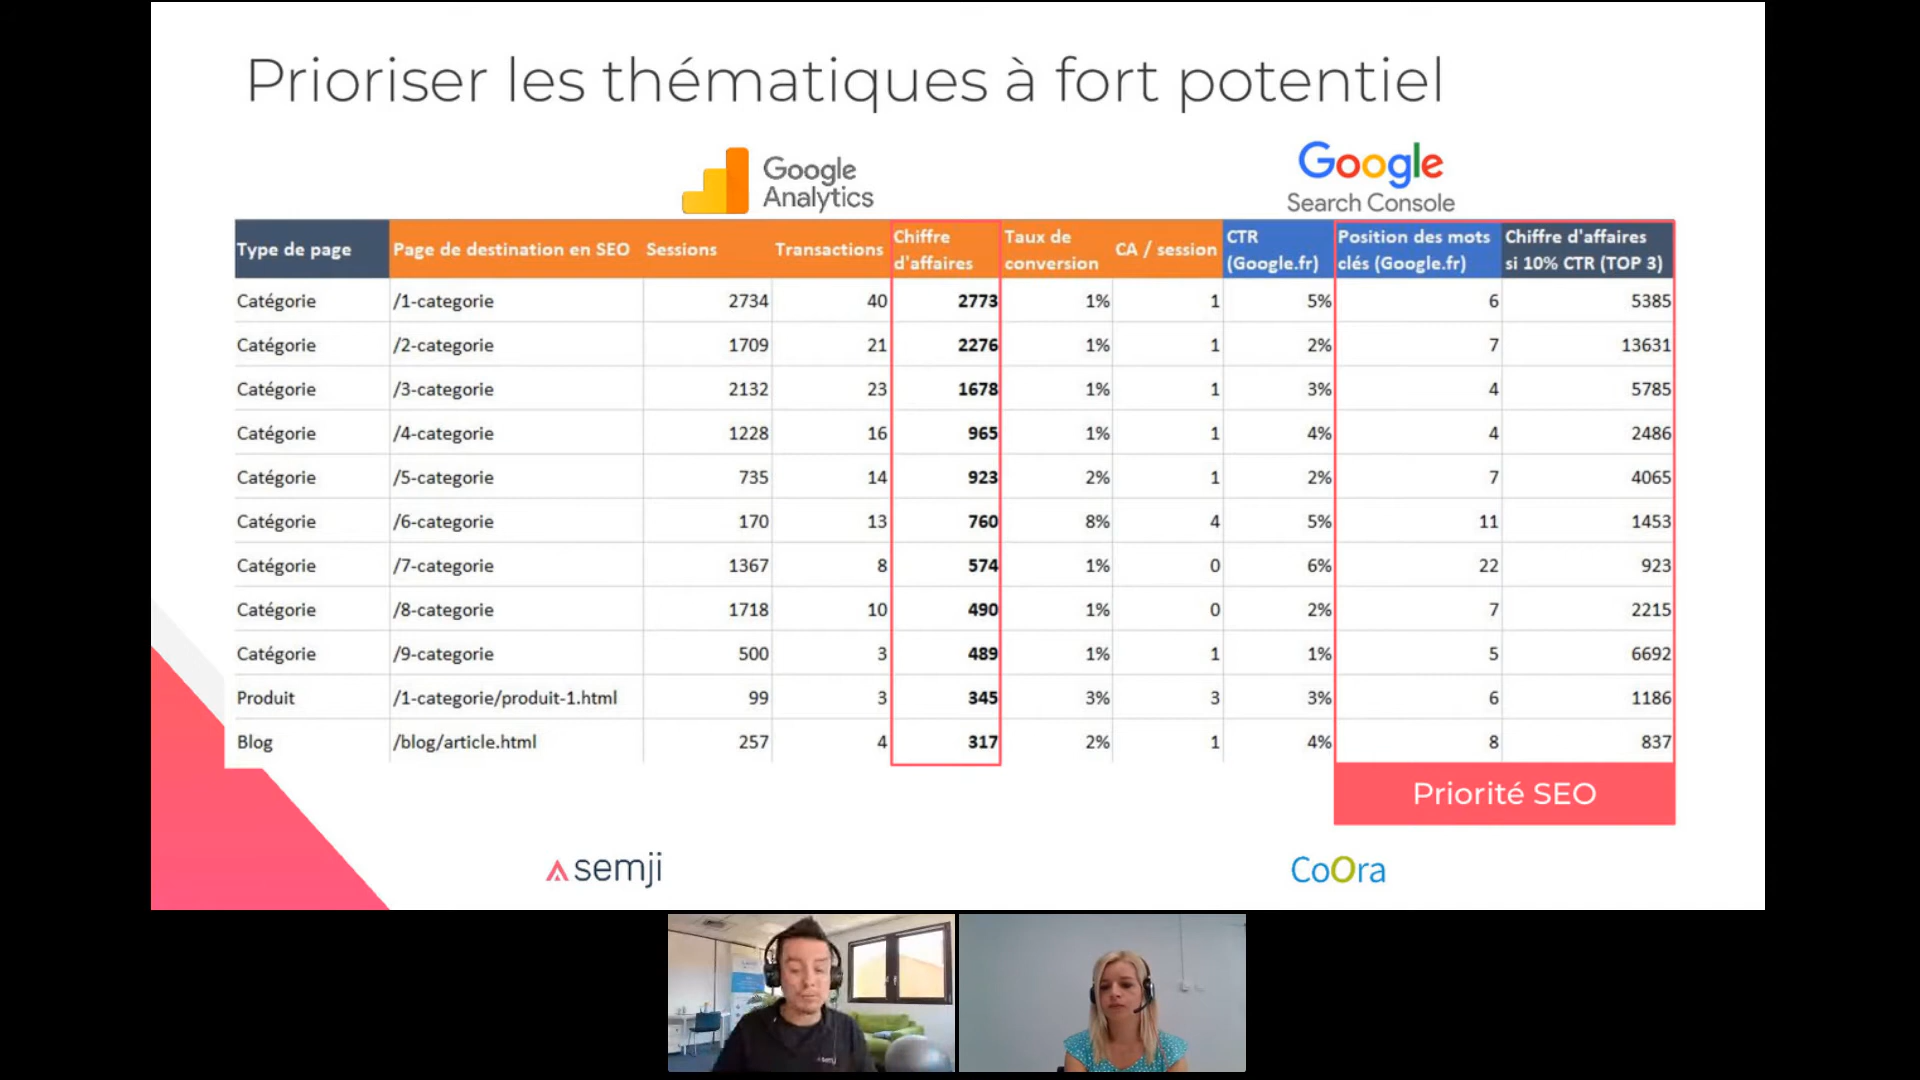 Prioriser les thématiques à fort potentiel
Google
Analytics
Google
Search Console
Type de page Page de destination en SEO Sessions Transactions Chiffre d'affaires Taux de conversion CA / session CTR (Google.fr) Position des mots clés (Google.fr) Chiffre d'affaires si 10% CTR (TOP 3)
Catégorie /1-categorie 2734 40 2773 1% 1 5% 6 5385
Catégorie /2-categorie 1709 21 2276 1% 1 2% 7 13631
Catégorie /3-categorie 2132 23 1678 1% 1 3% 4 5785
Catégorie /4-categorie 1228 16 965 1% 1 4% 4 2486
Catégorie /5-categorie 735 14 923 2% 1 2% 7 4065
Catégorie /6-categorie 170 13 760 8% 4 5% 11 1453
Catégorie /7-categorie 1367 8 574 1% 0 6% 22 923
Catégorie /8-categorie 1718 10 490 1% 0 2% 7 2215
Catégorie /9-categorie 500 3 489 1% 1 1% 5 6692
Produit /1-categorie/produit-1.html 99 3 345 3% 3 3% 6 1186
Blog /blog/article.html 257 4 317 2% 1 4% 8 837
Priorité SEO
semji
CoOra
semji